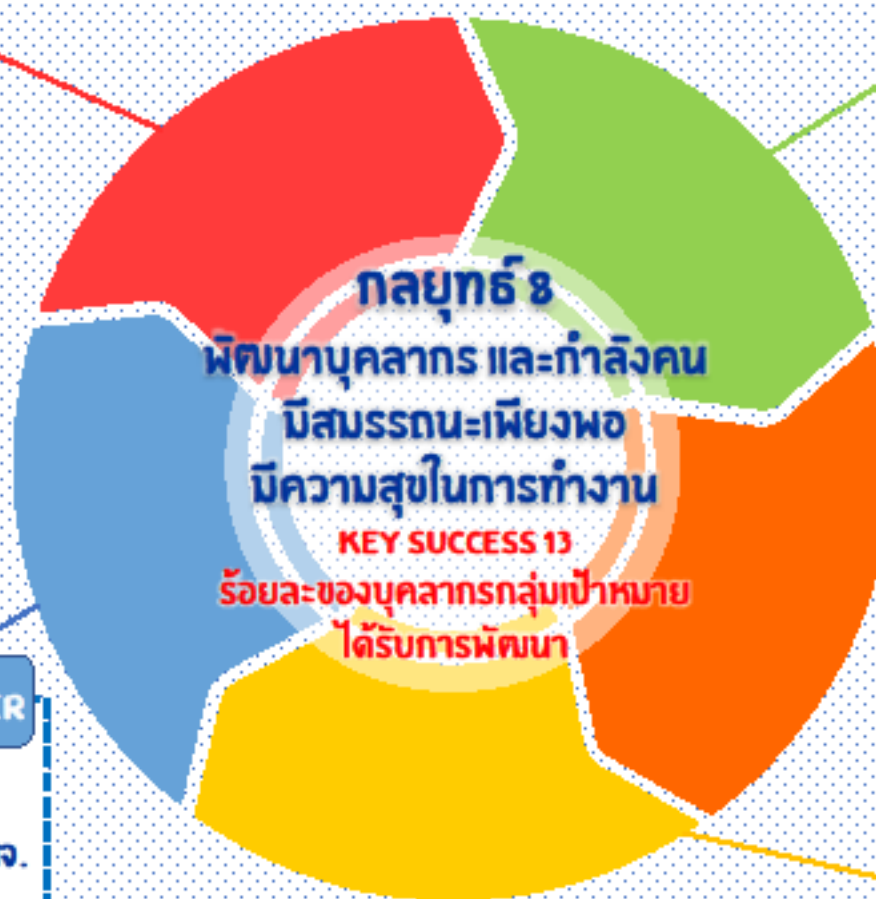 กลยุทธ์ 8
พัฒนาบุคลากร และกำลังคน
มีสมรรถนะเพียงพอ
มีความสุขในการทำงาน
KEY SUCCESS 13
ร้อยละของบุคลากรกลุ่มเป้าหมาย
ได้รับการพัฒนา
R
จ.